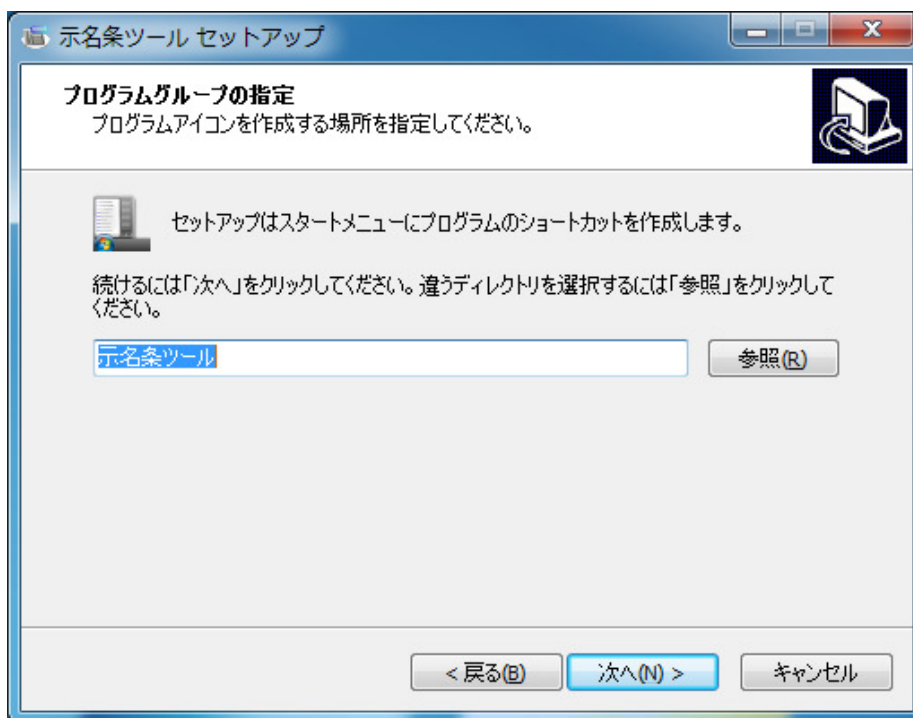 示名条ツール セットアップ
プログラムグループの指定
プログラムアイコンを作成する場所を指定してください。
セットアップはスタートメニューにプログラムのショートカットを作成します。
続けるには「次へ」をクリックしてください。違うディレクトリを選択するには「参照」をクリックして
ください。
示名条ツール
参照(R)
< 戻る(B)
次へ(N) >
キャンセル